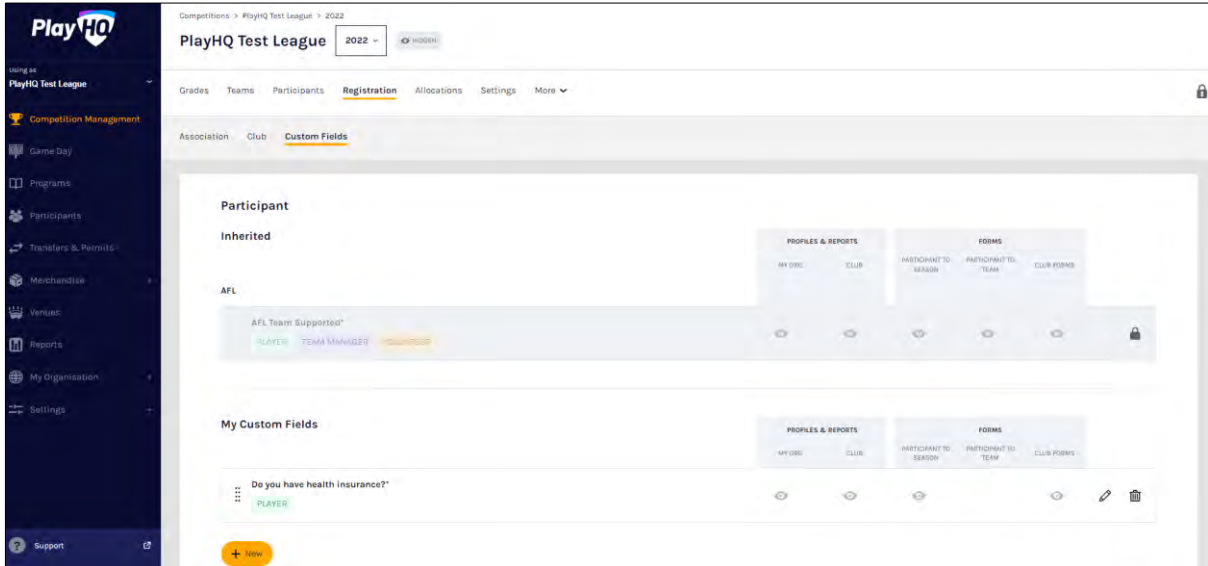 PlayHQ
Using as
PlayHQ Test League
Competition Management
Game Day
Programs
Participants
Transfers & Permits
Merchandise
Venues
Reports
My Organisation
Settings
Support
Competitions > PlayHQ Test League > 2022
PlayHQ Test League 2022 HIDDEN
Grades Teams Participants Registration Allocations Settings More
Association Club Custom Fields
Participant
Inherited
PROFILES & REPORTS FORMS
MY ORG CLUB PARTICIPANT TO SEASON PARTICIPANT TO TEAM CLUB FORMS
AFL
AFL Team Supported*
PLAYER TEAM MANAGER VOLUNTEER
My Custom Fields
PROFILES & REPORTS FORMS
MY ORG CLUB PARTICIPANT TO SEASON PARTICIPANT TO TEAM CLUB FORMS
Do you have health insurance?*
PLAYER
+ New